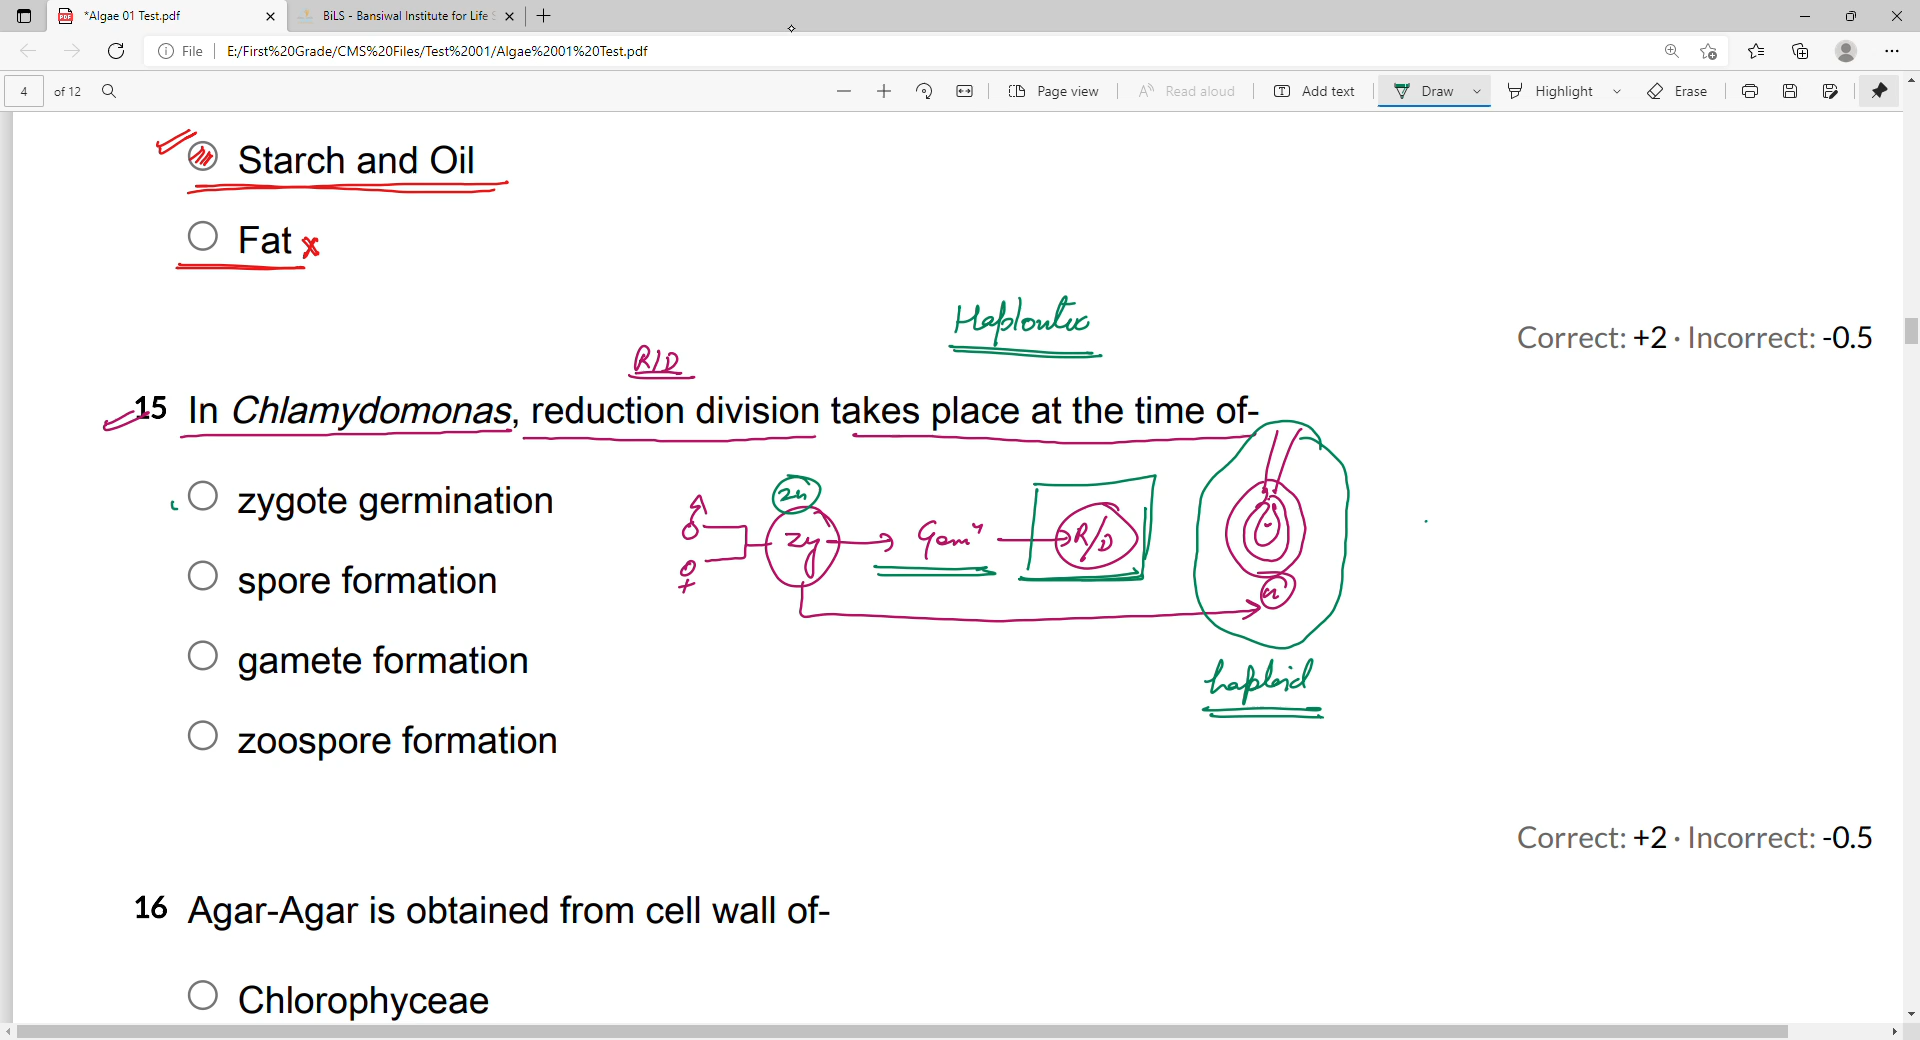 *Algae 01 Test.pdf
BiLS - Bansiwal Institute for Life S
File
E:/First%20Grade/CMS%20Files/Test%2001/Algae%2001%20Test.pdf
4 of 12
Page view
Read aloud
Add text
Draw
Highlight
Erase
Starch and Oil
Fat x
Haplontic
Correct: +2 · Incorrect: -0.5
R/D
15 In Chlamydomonas, reduction division takes place at the time of-
zygote germination
2n
zy
Germ
R/D
n
spore formation
gamete formation
haploid
zoospore formation
Correct: +2 · Incorrect: -0.5
16 Agar-Agar is obtained from cell wall of-
Chlorophyceae